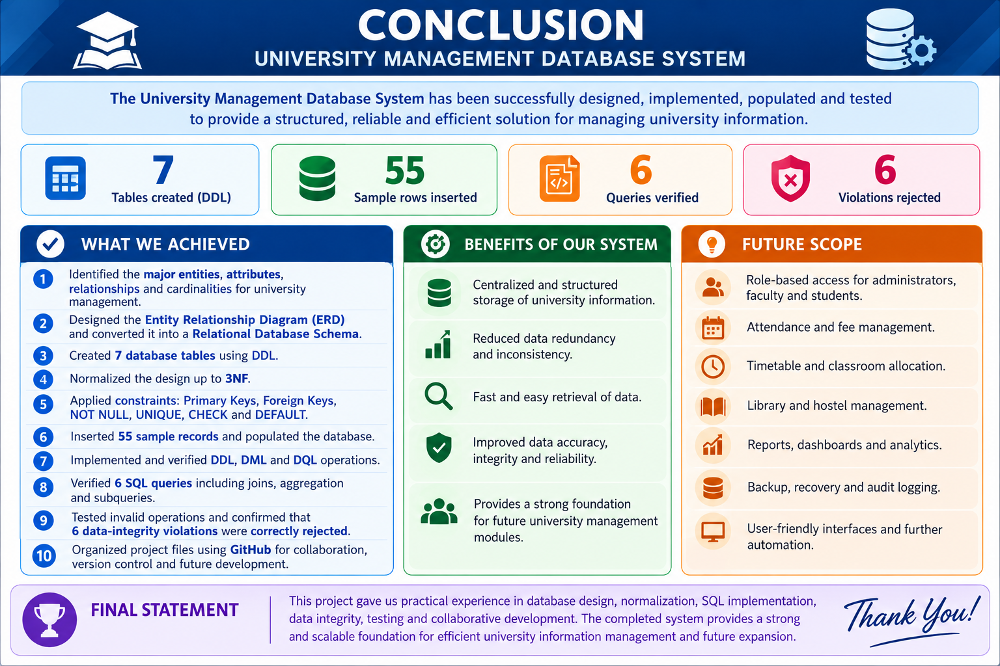 CONCLUSION
UNIVERSITY MANAGEMENT DATABASE SYSTEM
The University Management Database System has been successfully designed, implemented, populated and tested
to provide a structured, reliable and efficient solution for managing university information.
7
Tables created (DDL)
55
Sample rows inserted
6
Queries verified
6
Violations rejected
WHAT WE ACHIEVED
1
Identified the major entities, attributes,
relationships and cardinalities for university
management.
2
Designed the Entity Relationship Diagram (ERD)
and converted it into a Relational Database Schema.
3
Created 7 database tables using DDL.
4
Normalized the design up to 3NF.
5
Applied constraints: Primary Keys, Foreign Keys,
NOT NULL, UNIQUE, CHECK and DEFAULT.
6
Inserted 55 sample records and populated the database.
7
Implemented and verified DDL, DML and DQL operations.
8
Verified 6 SQL queries including joins, aggregation
and subqueries.
9
Tested invalid operations and confirmed that
6 data-integrity violations were correctly rejected.
10
Organized project files using GitHub for collaboration,
version control and future development.
BENEFITS OF OUR SYSTEM
Centralized and structured
storage of university information.
Reduced data redundancy
and inconsistency.
Fast and easy retrieval of data.
Improved data accuracy,
integrity and reliability.
Provides a strong foundation
for future university management
modules.
FUTURE SCOPE
Role-based access for administrators,
faculty and students.
Attendance and fee management.
Timetable and classroom allocation.
Library and hostel management.
Reports, dashboards and analytics.
Backup, recovery and audit logging.
User-friendly interfaces and further
automation.
FINAL STATEMENT
This project gave us practical experience in database design, normalization, SQL implementation,
data integrity, testing and collaborative development. The completed system provides a strong
and scalable foundation for efficient university information management and future expansion.
Thank You!